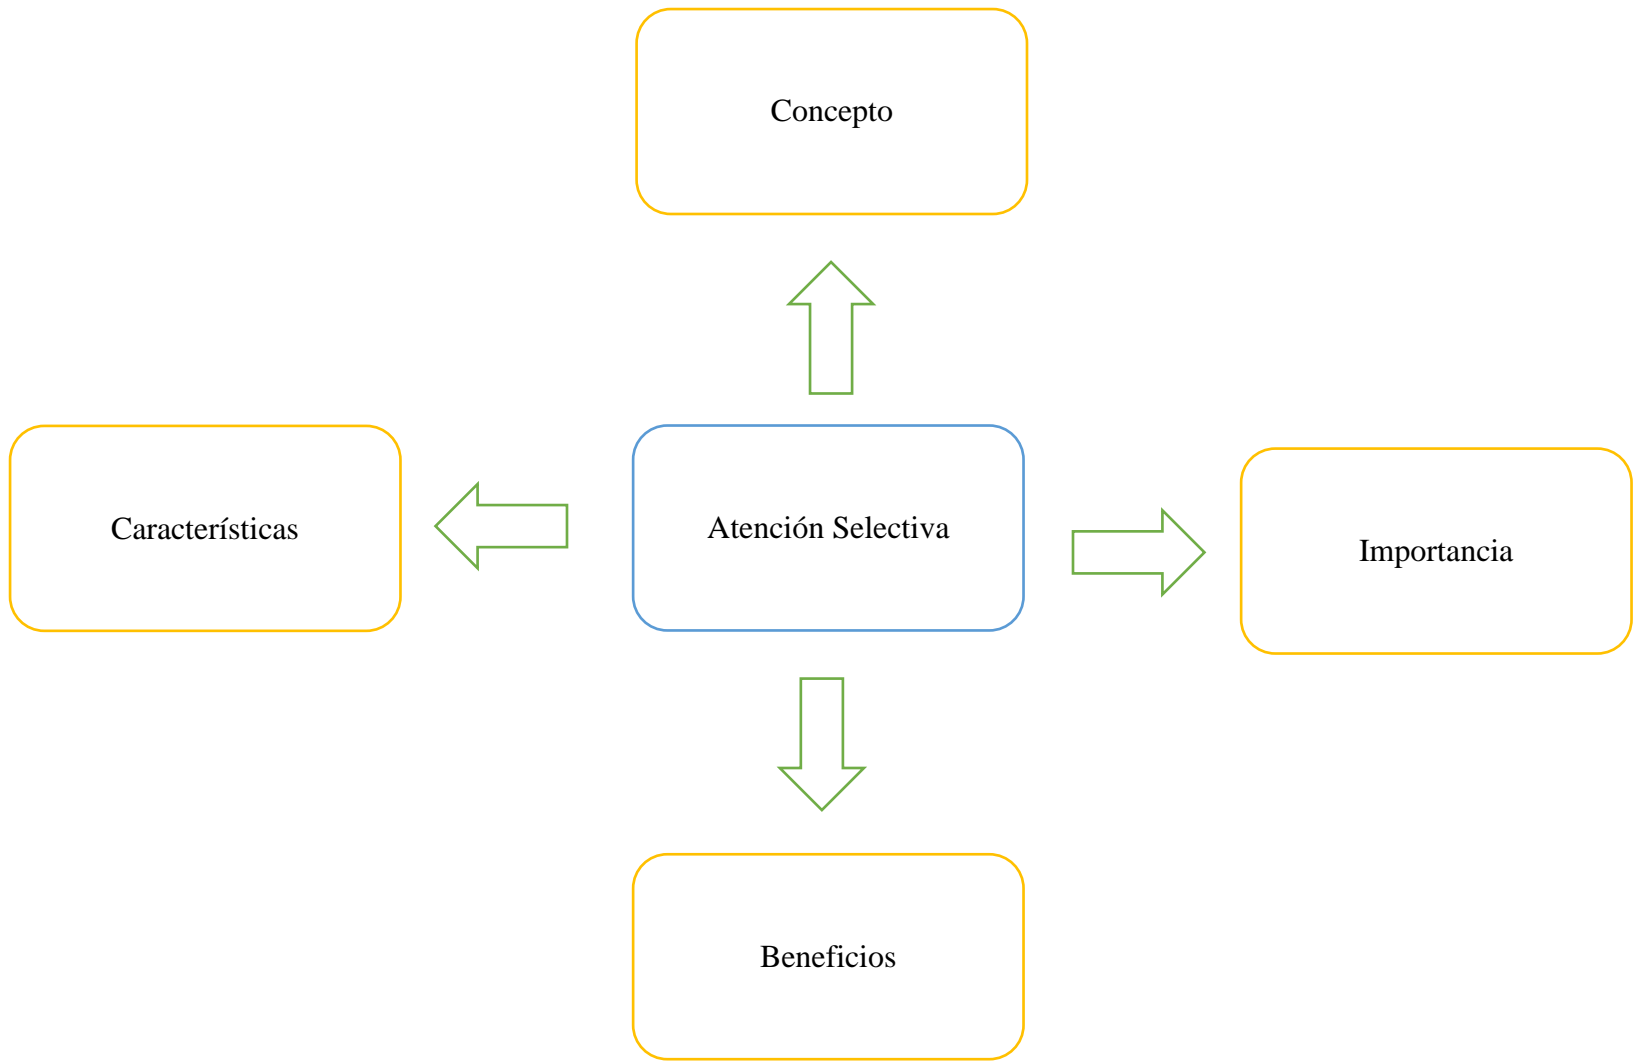 Concepto
Características
Atención Selectiva
Importancia
Beneficios